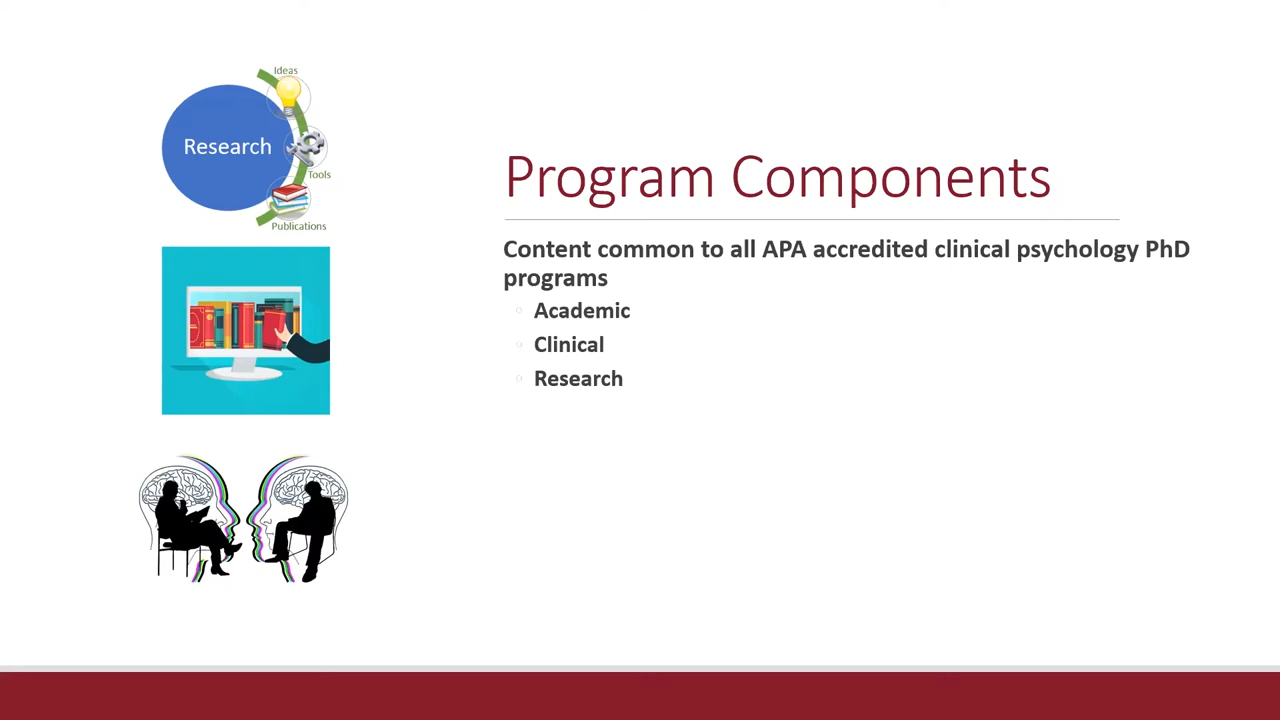 Ideas
Research
Tools
Publications
Program Components
Content common to all APA accredited clinical psychology PhD
programs
Academic
Clinical
Research